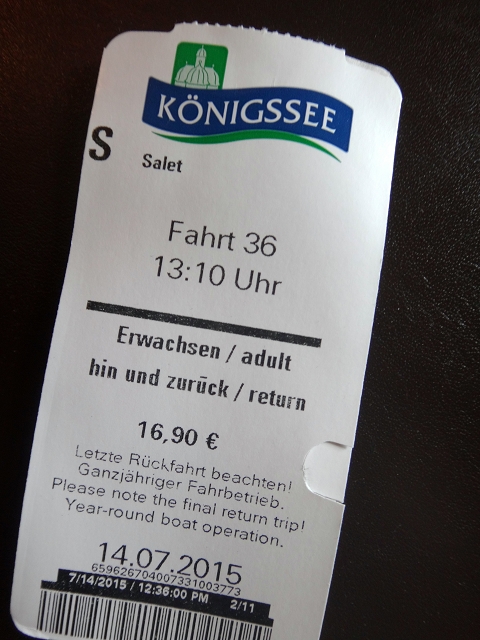 KÖNIGSSEE
S
Salet
Fahrt 36
13:10 Uhr
Erwachsen / adult
hin und zurück / return
16,90 €
Letzte Rückfahrt beachten!
Ganzjähriger Fahrbetrieb.
Please note the final return trip!
Year-round boat operation.
14.07.2015
659626704007331003773
7/14/2015 / 12:36:00 PM 2/11